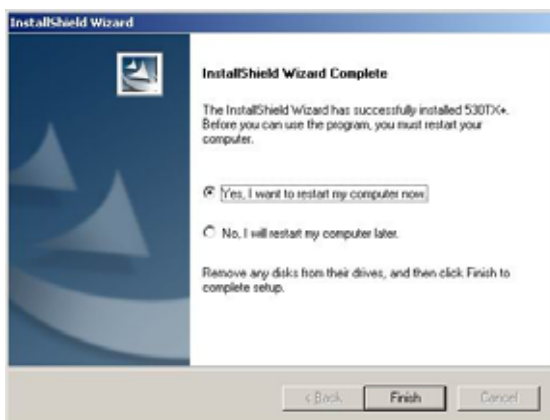 InstallShield Wizard
InstallShield Wizard Complete
The InstallShield Wizard has successfully installed 530TX+.
Before you can use the program, you must restart your
computer.
Yes, I want to restart my computer now.
No, I will restart my computer later.
Remove any disks from their drives, and then click Finish to
complete setup.
< Back
Finish
Cancel